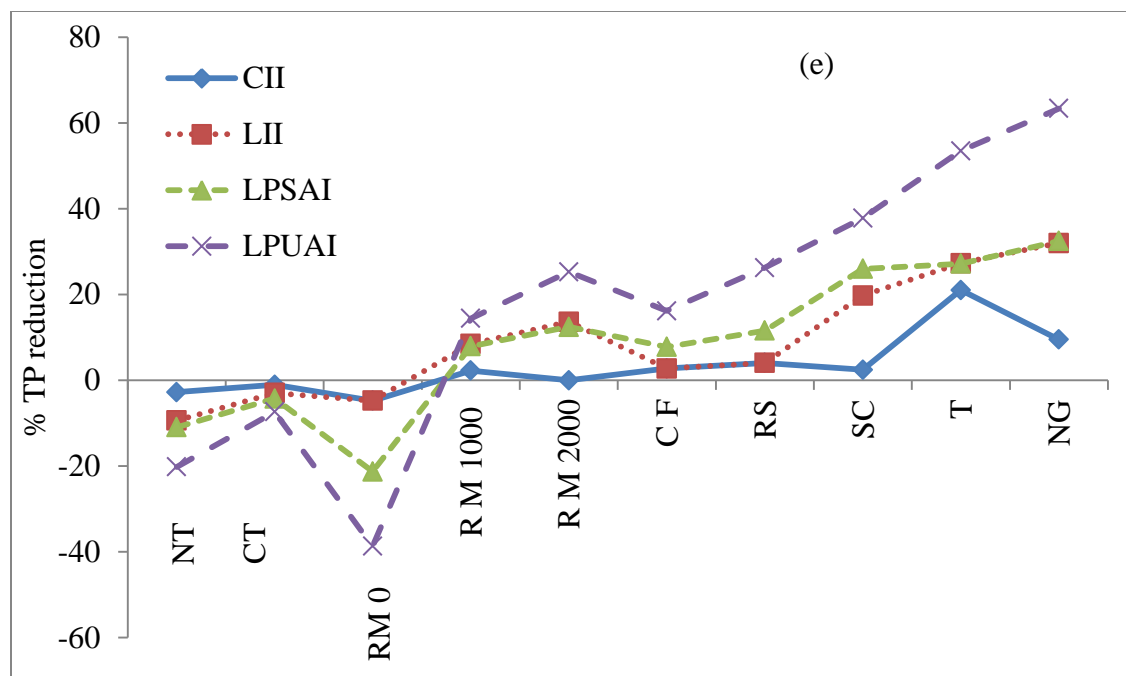 80
60
40
20
0
-20
-40
-60
% TP reduction
(e)
CII
LII
LPSAI
LPUAI
NT
CT
RM 0
R M 1000
R M 2000
C F
RS
SC
T
NG